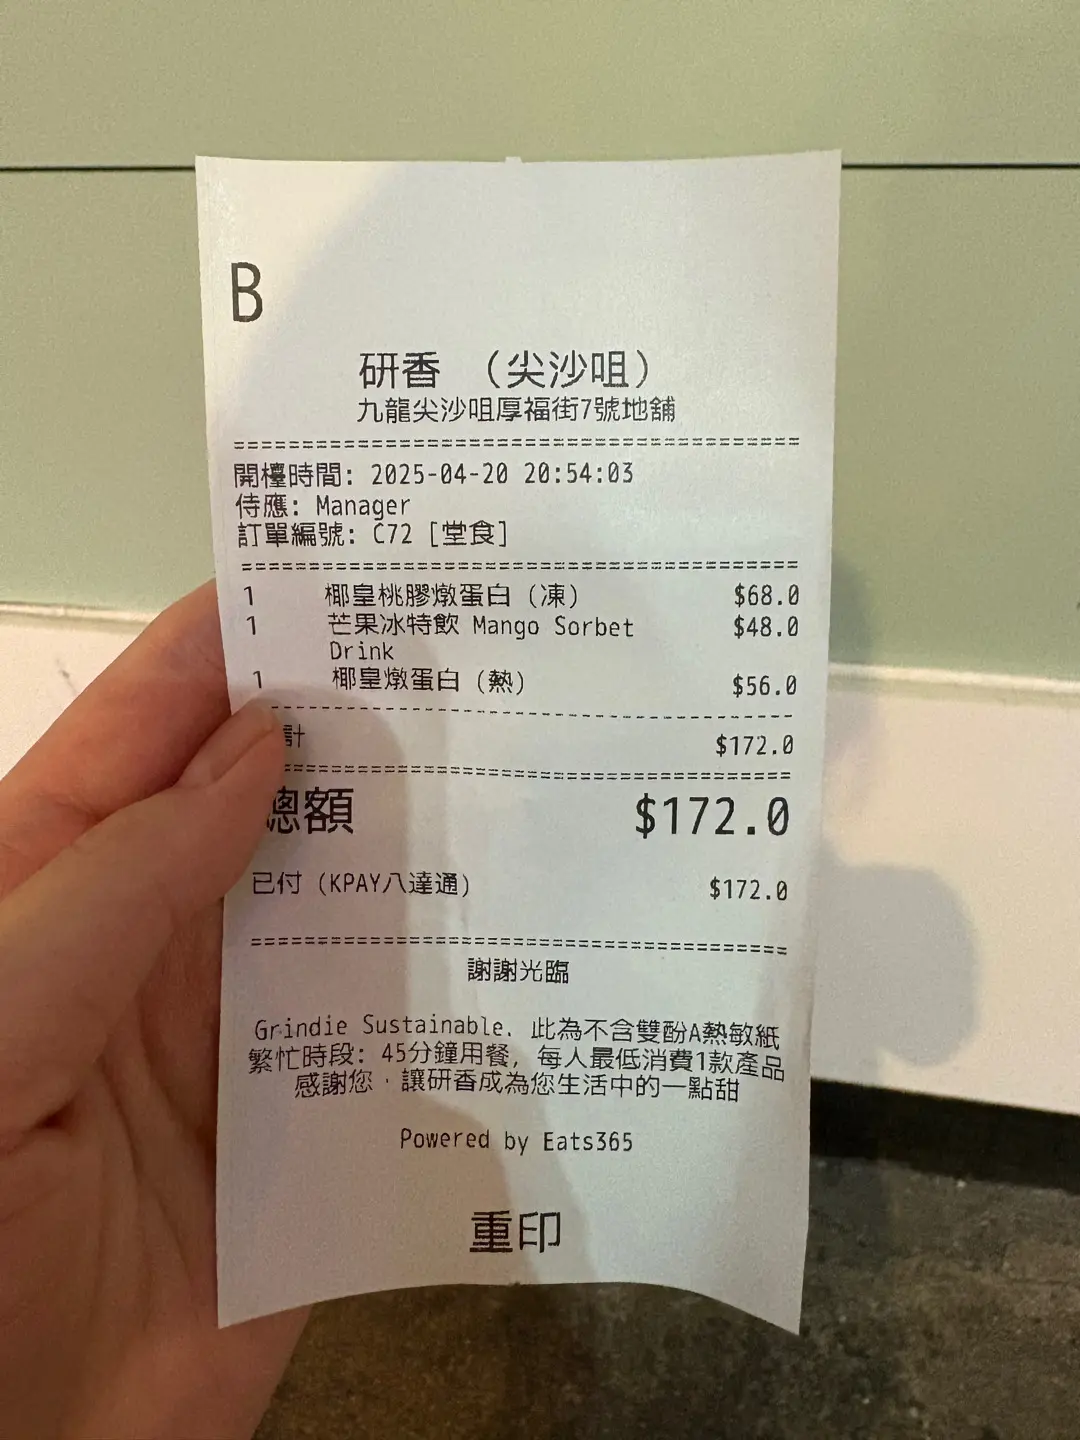 B
研香 （尖沙咀）
九龍尖沙咀厚福街7號地舖
==========================================
開檯時間: 2025-04-20 20:54:03
侍應: Manager
訂單編號: C72 [堂食]
==========================================
1 椰皇桃膠燉蛋白（凍） $68.0
1 芒果冰特飲 Mango Sorbet $48.0
Drink
1 椰皇燉蛋白（熱） $56.0
------------------------------------------
計 $172.0
==========================================
總額 $172.0
已付 (KPAY八達通) $172.0
==========================================
謝謝光臨
Grindie Sustainable. 此為不含雙酚A熱敏紙
繁忙時段: 45分鐘用餐, 每人最低消費1款產品
感謝您，讓研香成為您生活中的一點甜
Powered by Eats365
重印